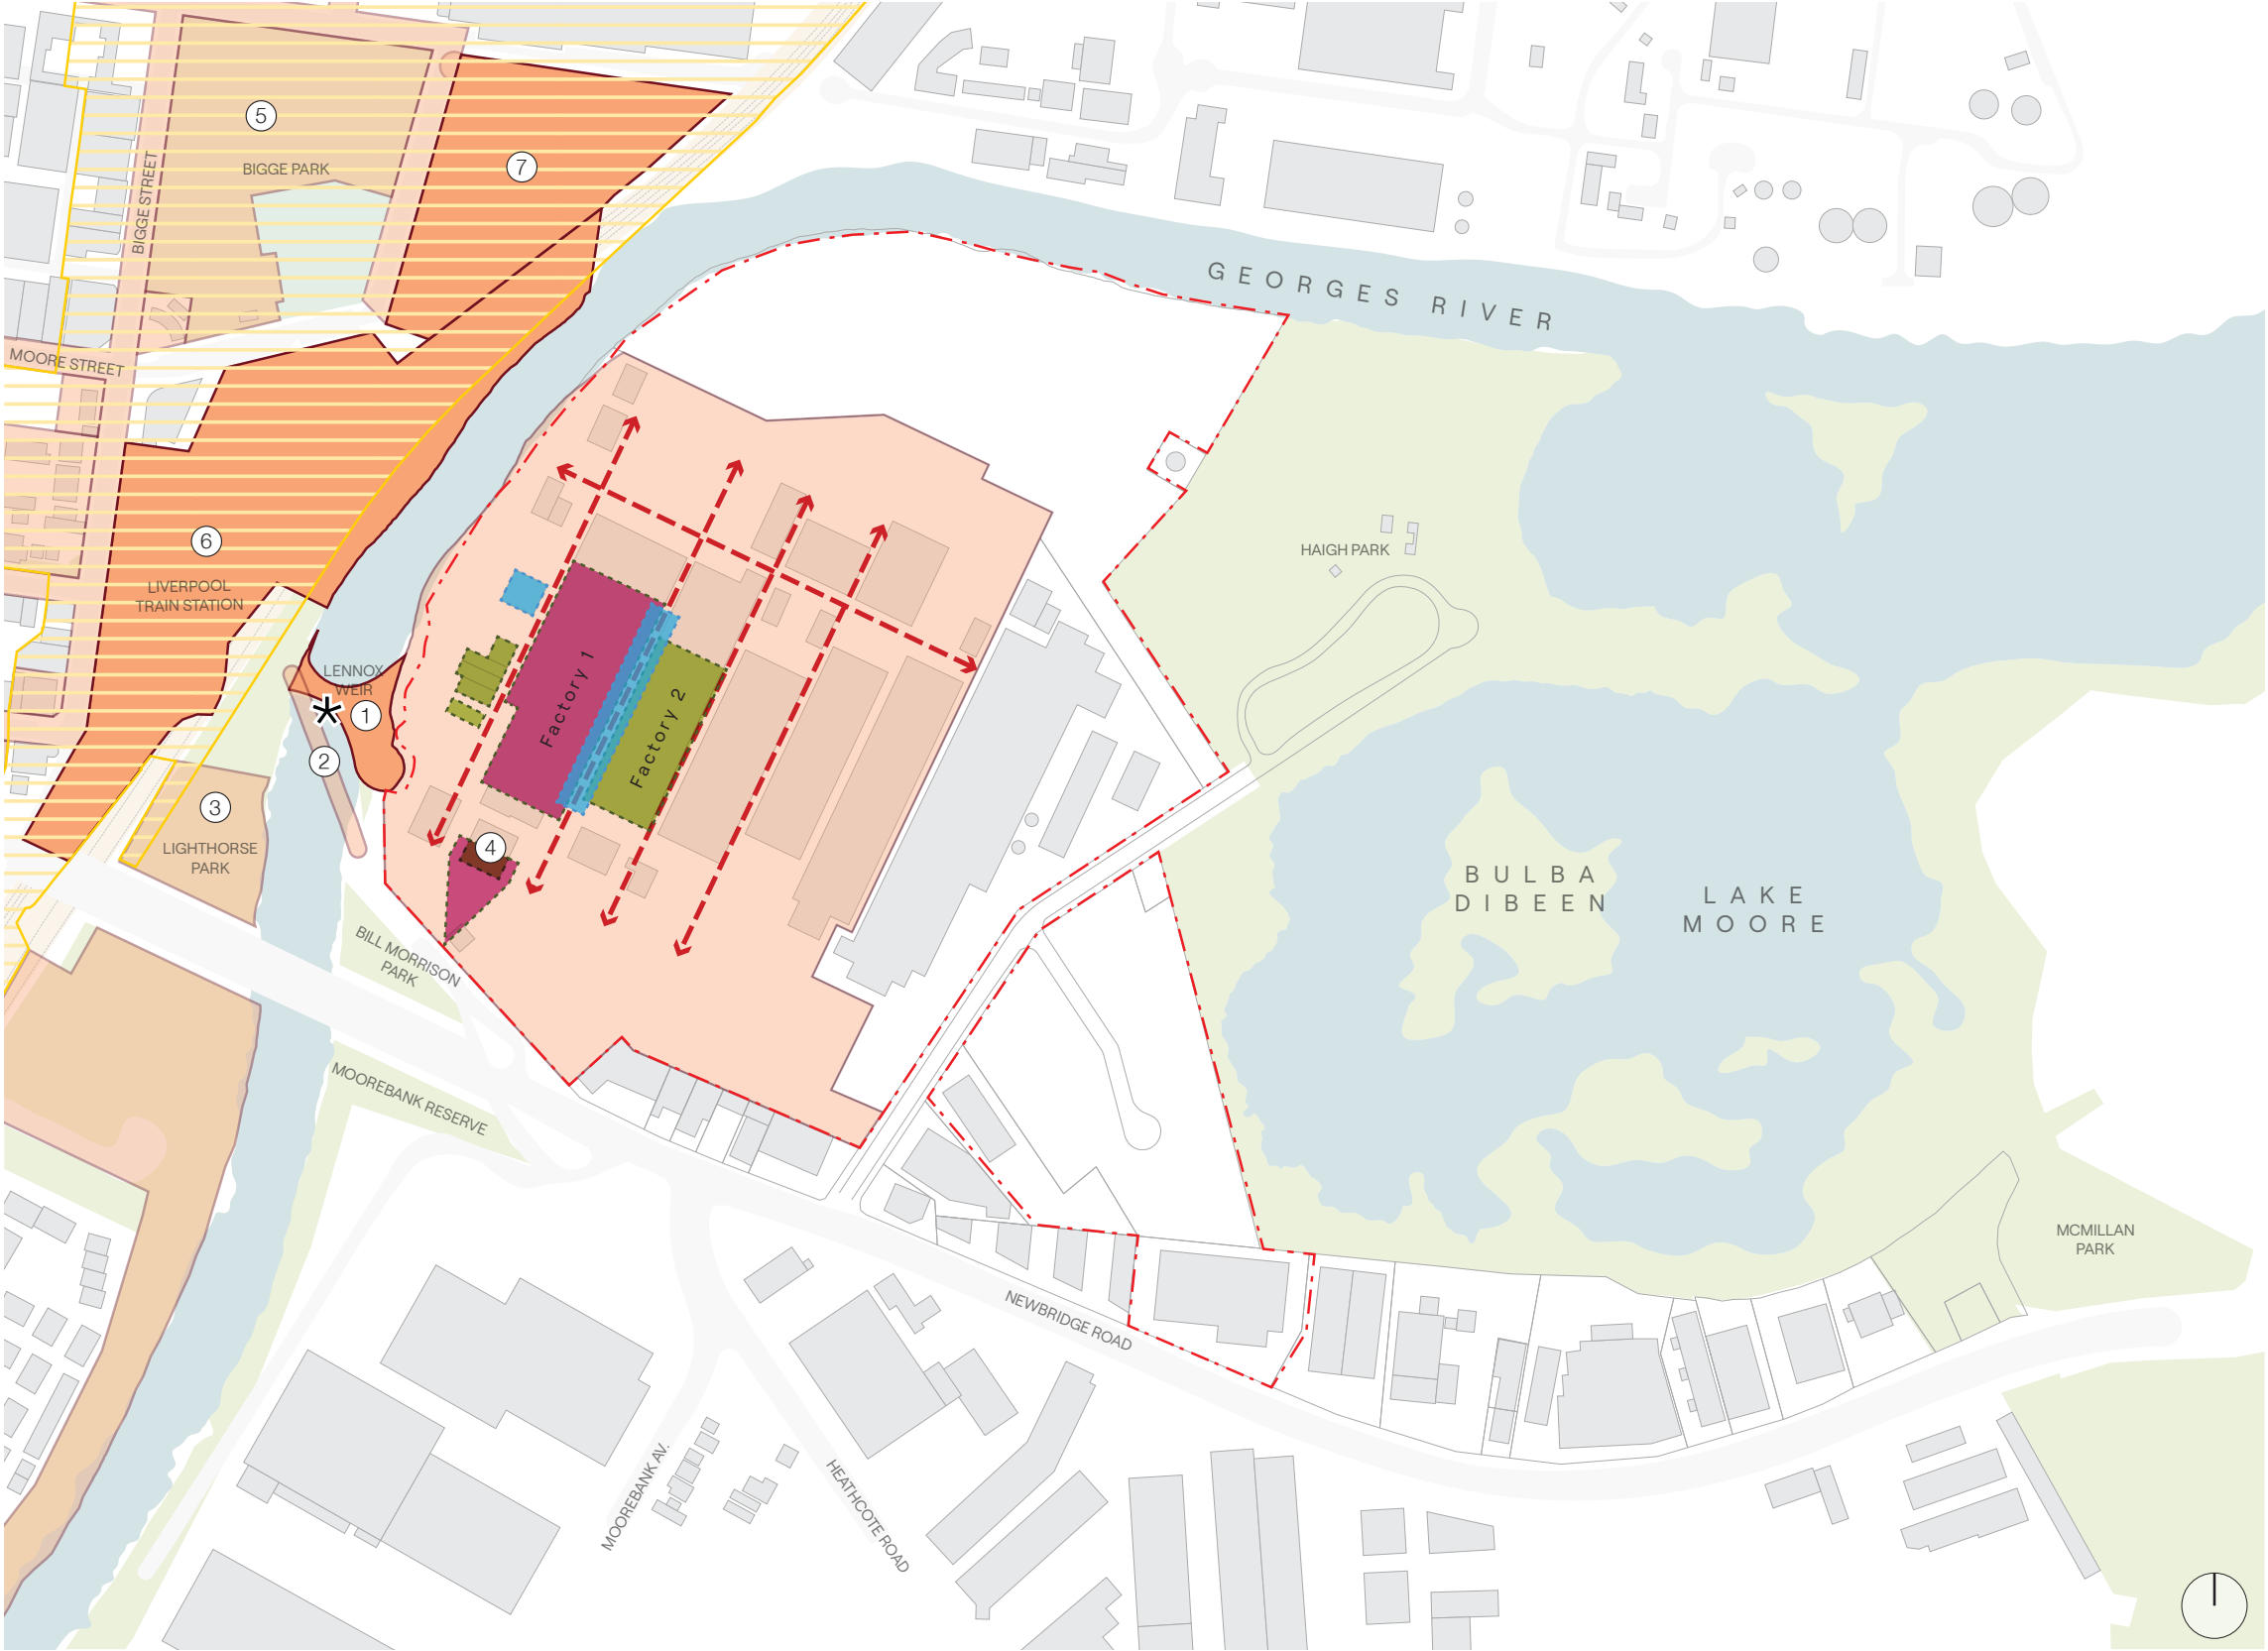 5
BIGGE PARK
7
BIGGE STREET
GEORGES RIVER
MOORE STREET
6
LIVERPOOL
TRAIN STATION
HAIGH PARK
LENNOX
WEIR
1
2
Factory 1
Factory 2
3
LIGHTHORSE
PARK
4
BULBA
DIBEEN
LAKE
MOORE
BILL MORRISON
PARK
MOOREBANK RESERVE
MCMILLAN
PARK
NEWBRIDGE ROAD
MOOREBANK AV.
HEATHCOTE ROAD